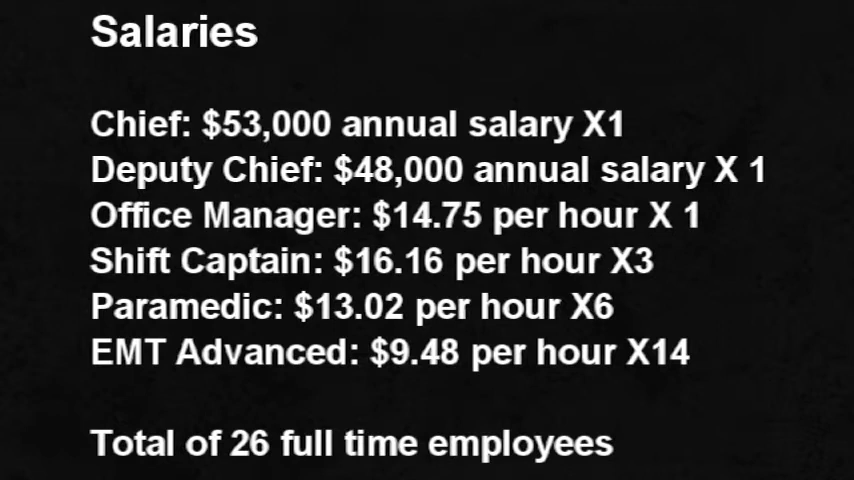 Salaries
Chief: $53,000 annual salary X1
Deputy Chief: $48,000 annual salary X 1
Office Manager: $14.75 per hour X 1
Shift Captain: $16.16 per hour X3
Paramedic: $13.02 per hour X6
EMT Advanced: $9.48 per hour X14
Total of 26 full time employees